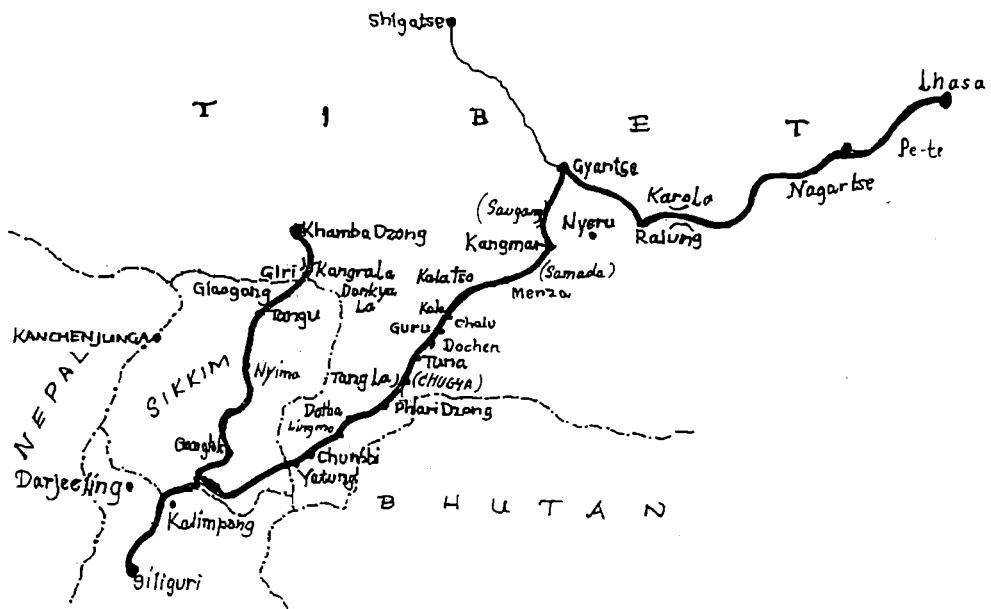 Shigatse
Lhasa
T I B E T
Pe-te
Gyantse
Nagartse
Karola
Nyeru
Ralung
Kangmar
Khamba Dzong
Giri
Kangrala
Kalatso
(Samada)
Menza
Glaogang
Donkya
La
Tangu
Kala
Chalu
Guru
Dochen
KANCHENJUNGA
Tuna
Tang La
(CHUGYA)
NEPAL
SIKKIM
Nyima
Phari Dzong
Dotha
Lingmo
Gangtok
Chumbi
Yatung
Darjeeling
BHUTAN
Kalimpong
Siliguri